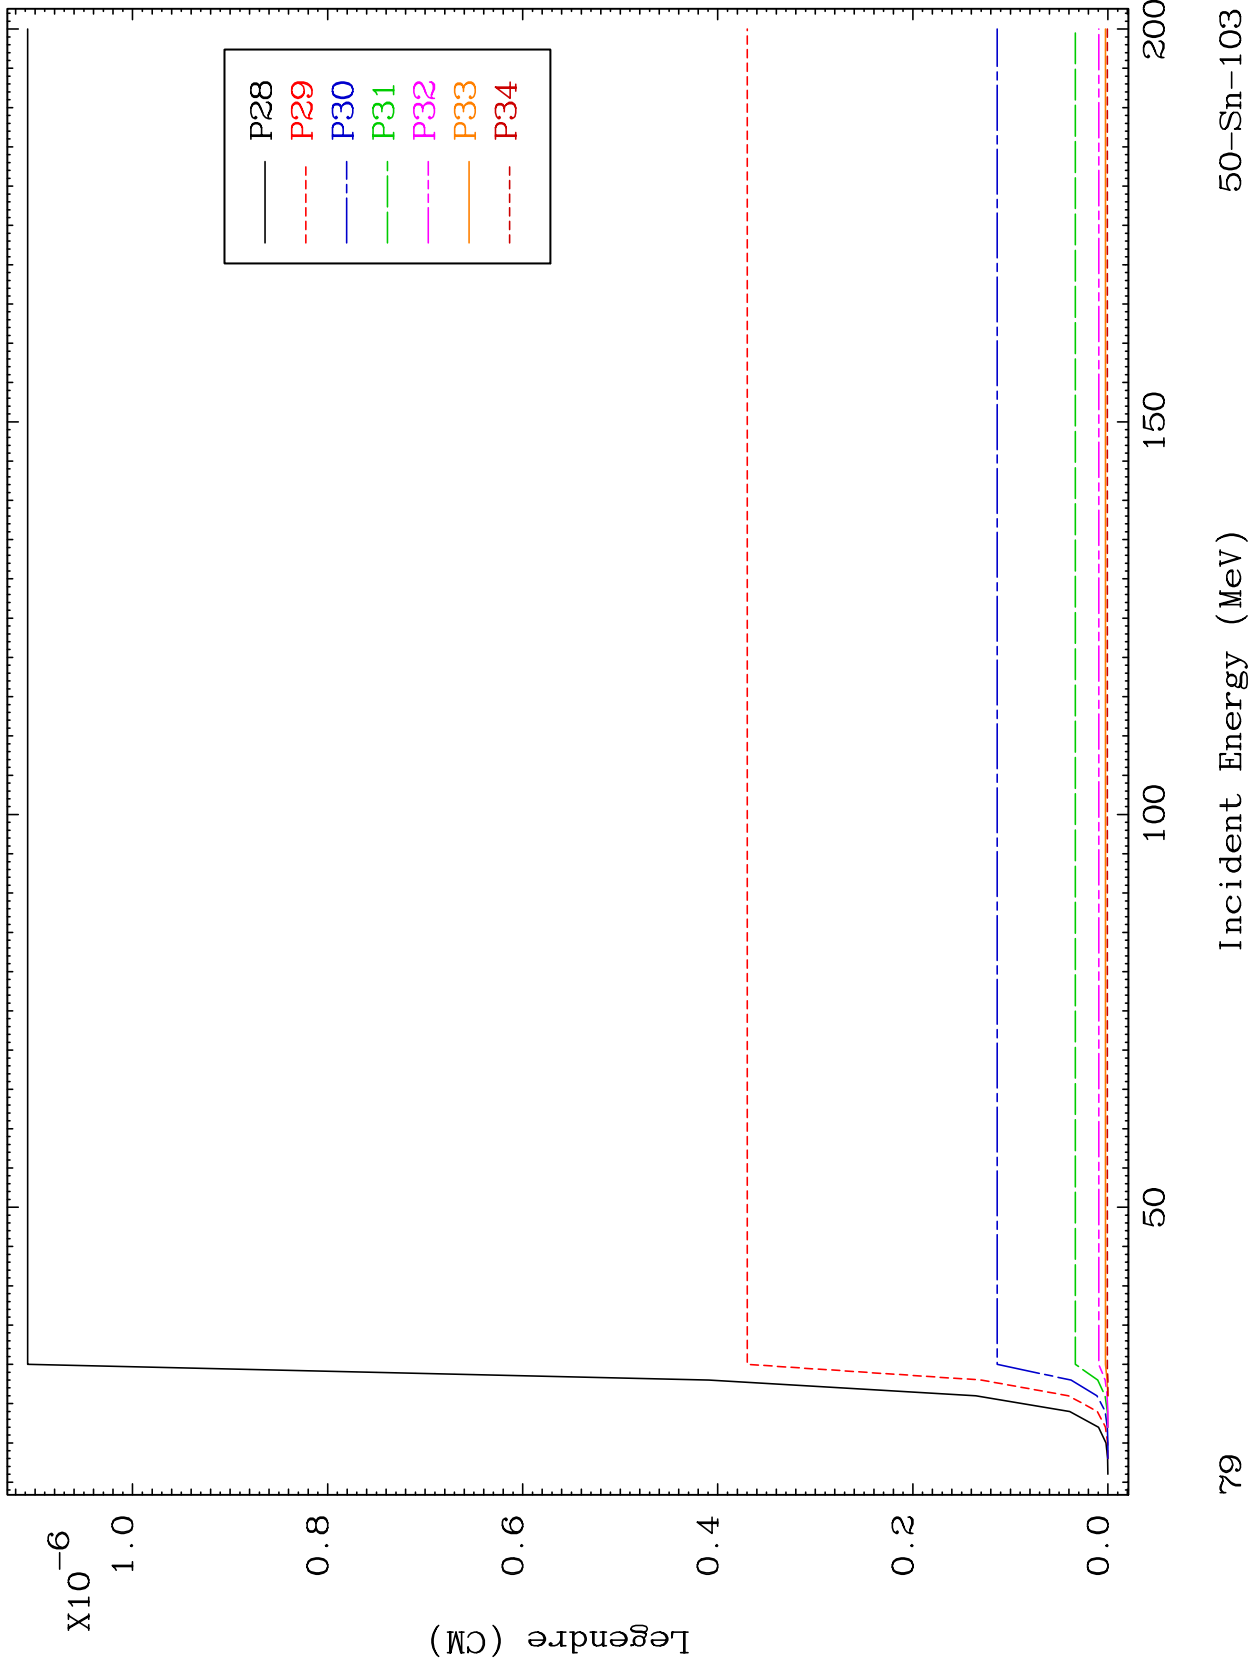 X10-6
1.0
0.8
0.6
0.4
0.2
0.0
Legendre (CM)
P28
P29
P30
P31
P32
P33
P34
50
100
150
200
Incident Energy (MeV)
79
50-Sn-103